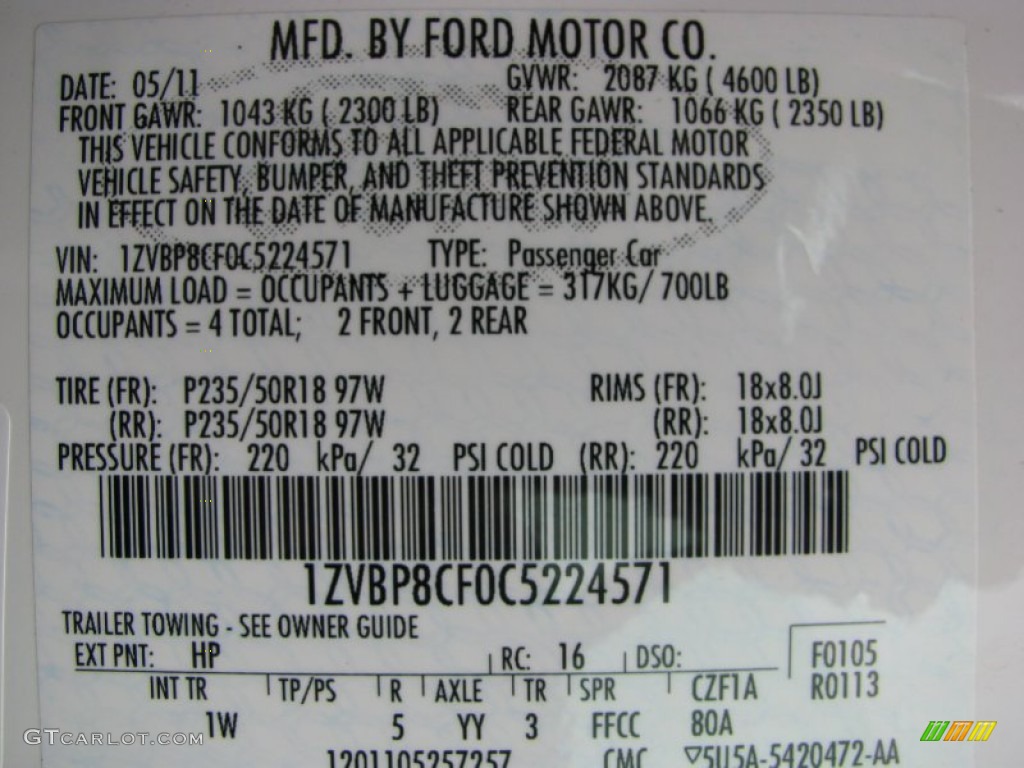 MFD. BY FORD MOTOR CO.
DATE: 05/11 GVWR: 2087 KG ( 4600 LB)
FRONT GAWR: 1043 KG ( 2300 LB) REAR GAWR: 1066 KG ( 2350 LB)
THIS VEHICLE CONFORMS TO ALL APPLICABLE FEDERAL MOTOR
VEHICLE SAFETY, BUMPER, AND THEFT PREVENTION STANDARDS
IN EFFECT ON THE DATE OF MANUFACTURE SHOWN ABOVE.
VIN: 1ZVBP8CF0C5224571 TYPE: Passenger Car
MAXIMUM LOAD = OCCUPANTS + LUGGAGE = 317KG/ 700LB
OCCUPANTS = 4 TOTAL; 2 FRONT, 2 REAR
TIRE (FR): P235/50R18 97W RIMS (FR): 18x8.0J
(RR): P235/50R18 97W (RR): 18x8.0J
PRESSURE (FR): 220 kPa/ 32 PSI COLD (RR): 220 kPa/ 32 PSI COLD
1ZVBP8CF0C5224571
TRAILER TOWING - SEE OWNER GUIDE
EXT PNT: HP RC: 16 DSO: F0105
INT TR TP/PS R AXLE TR SPR CZF1A R0113
1W 5 YY 3 FFCC 80A
1201105257257 CMC ▽5U5A-5420472-AA
GTCARLOT.COM